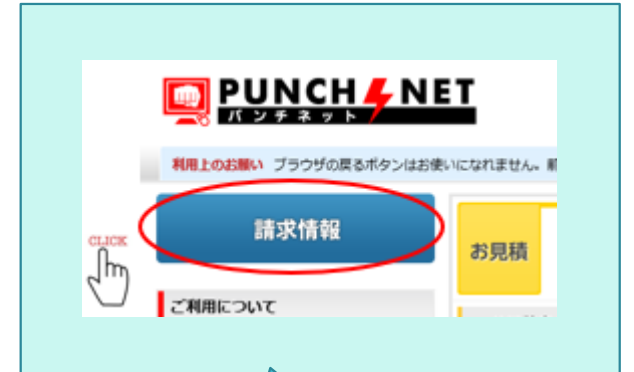 PUNCH NET
パンチネット
利用上のお願い ブラウザの戻るボタンはお使いになれません。
請求情報
お見積
CLICK
ご利用について